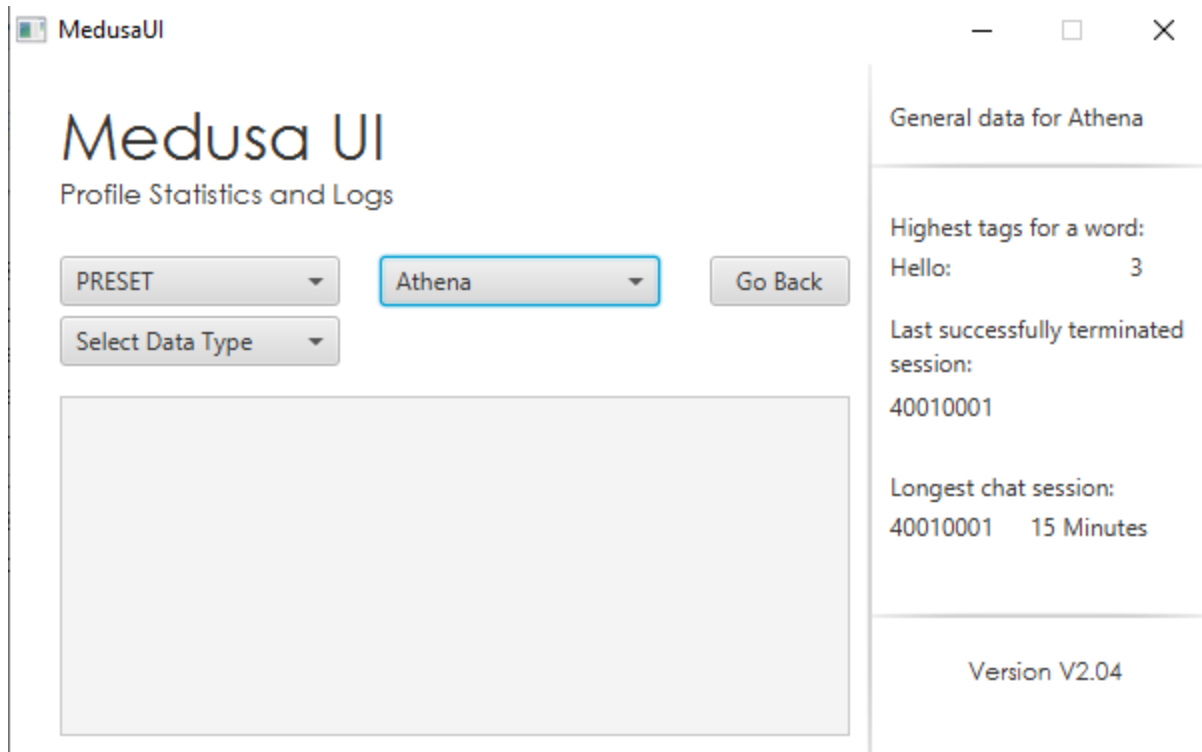 MedusaUI
Medusa UI
Profile Statistics and Logs
PRESET
Athena
Go Back
Select Data Type
General data for Athena
Highest tags for a word:
Hello: 3
Last successfully terminated
session:
40010001
Longest chat session:
40010001 15 Minutes
Version V2.04